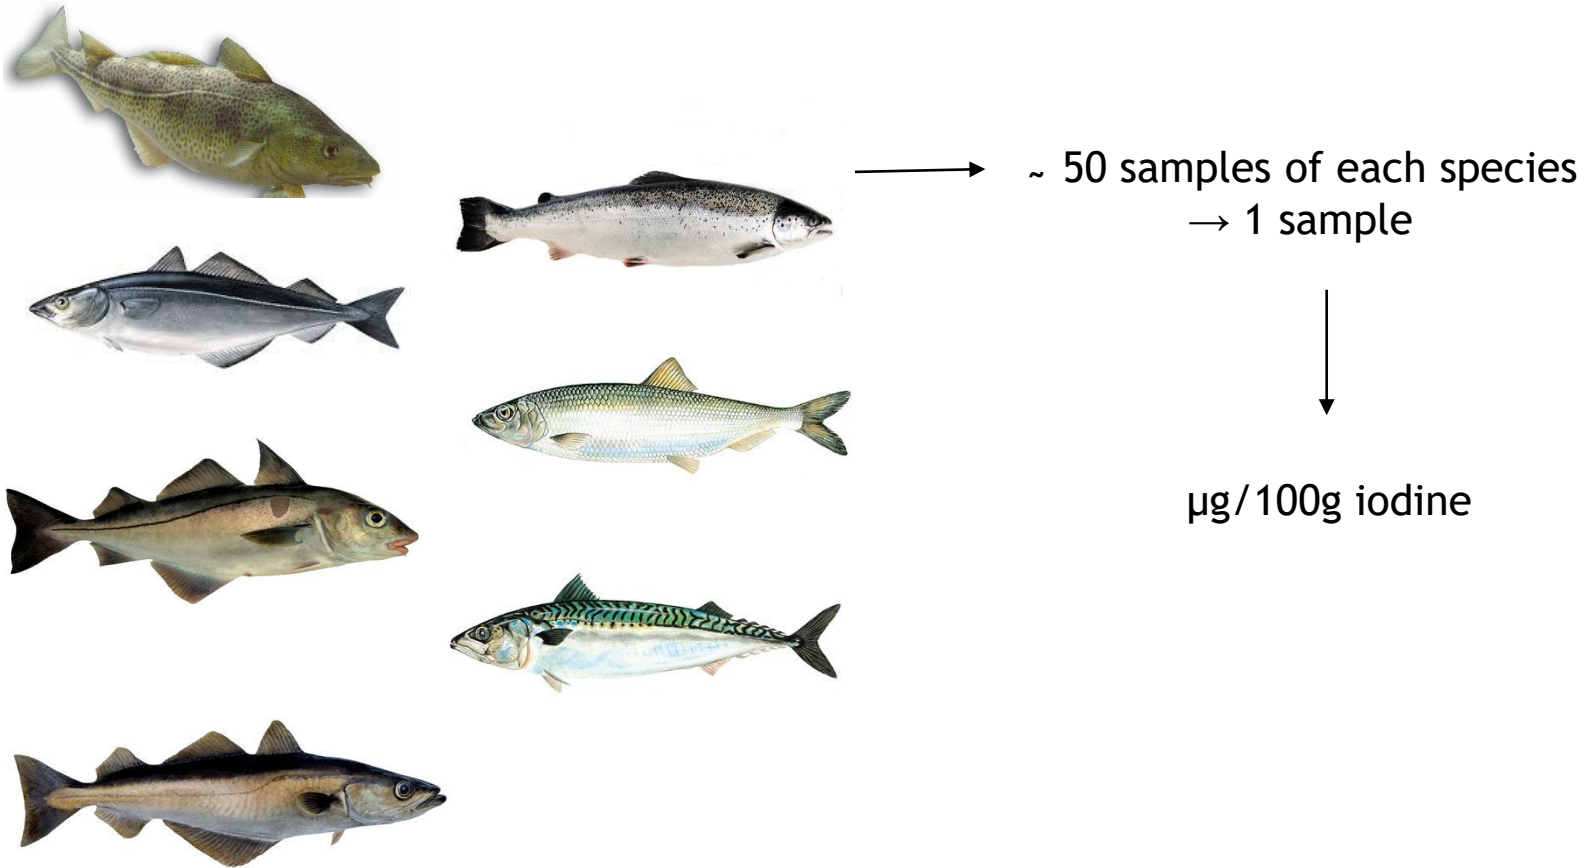 ~ 50 samples of each species
→ 1 sample
µg/100g iodine